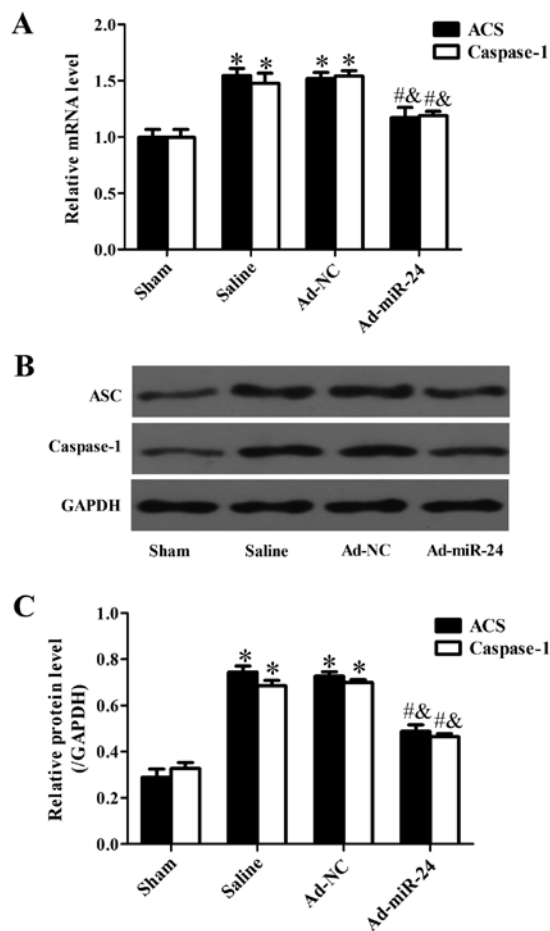 A
ACS
Caspase-1
Relative mRNA level
2.0
1.5
1.0
0.5
0.0
* * * * #& #&
Sham Saline Ad-NC Ad-miR-24
B
ASC
Caspase-1
GAPDH
Sham Saline Ad-NC Ad-miR-24
C
ACS
Caspase-1
Relative protein level
(/GAPDH)
1.0
0.8
0.6
0.4
0.2
0.0
* * * * #& #&
Sham Saline Ad-NC Ad-miR-24